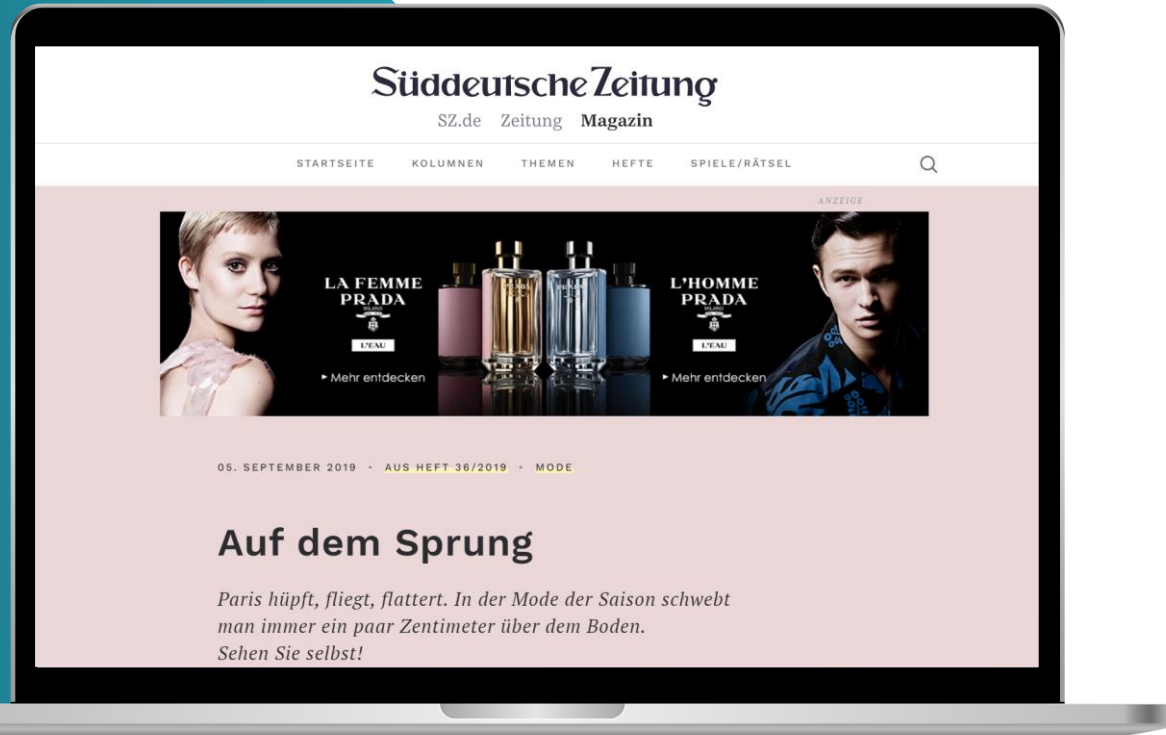 Süddeutsche Zeitung
SZ.de Zeitung Magazin
STARTSEITE KOLUMNEN THEMEN HEFTE SPIELE/RÄTSEL
ANZEIGE
LA FEMME
PRADA
MILANO
L'EAU
▸ Mehr entdecken
L'HOMME
PRADA
MILANO
L'EAU
▸ Mehr entdecken
05. SEPTEMBER 2019 • AUS HEFT 36/2019 • MODE
Auf dem Sprung
Paris hüpft, fliegt, flattert. In der Mode der Saison schwebt
man immer ein paar Zentimeter über dem Boden.
Sehen Sie selbst!